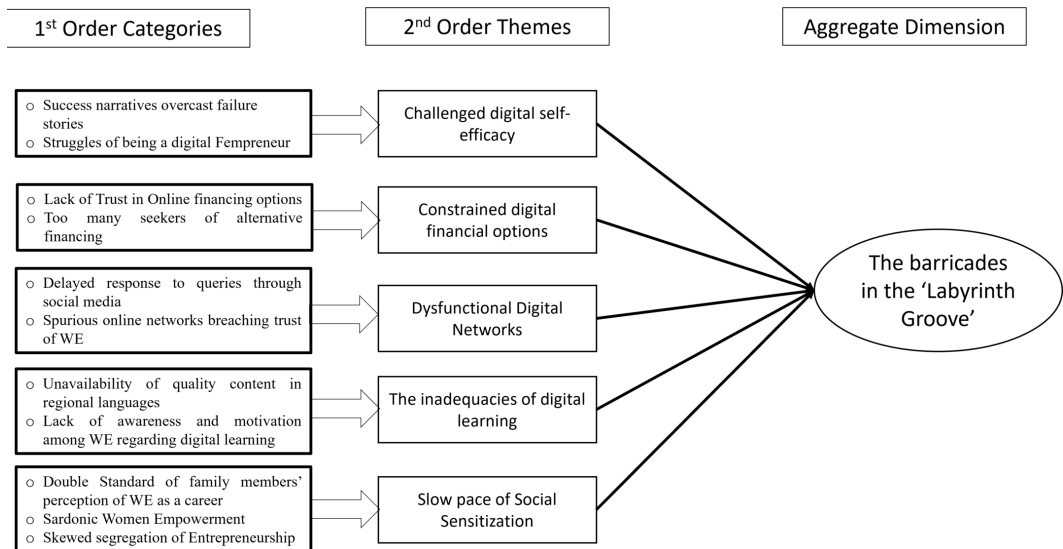 1st Order Categories
2nd Order Themes
Aggregate Dimension
o Success narratives overcast failure
stories
o Struggles of being a digital Fempreneur
Challenged digital self-
efficacy
o Lack of Trust in Online financing options
o Too many seekers of alternative
financing
Constrained digital
financial options
o Delayed response to queries through
social media
o Spurious online networks breaching trust
of WE
Dysfunctional Digital
Networks
o Unavailability of quality content in
regional languages
o Lack of awareness and motivation
among WE regarding digital learning
The inadequacies of digital
learning
o Double Standard of family members’
perception of WE as a career
o Sardonic Women Empowerment
o Skewed segregation of Entrepreneurship
Slow pace of Social
Sensitization
The barricades
in the ‘Labyrinth
Groove’